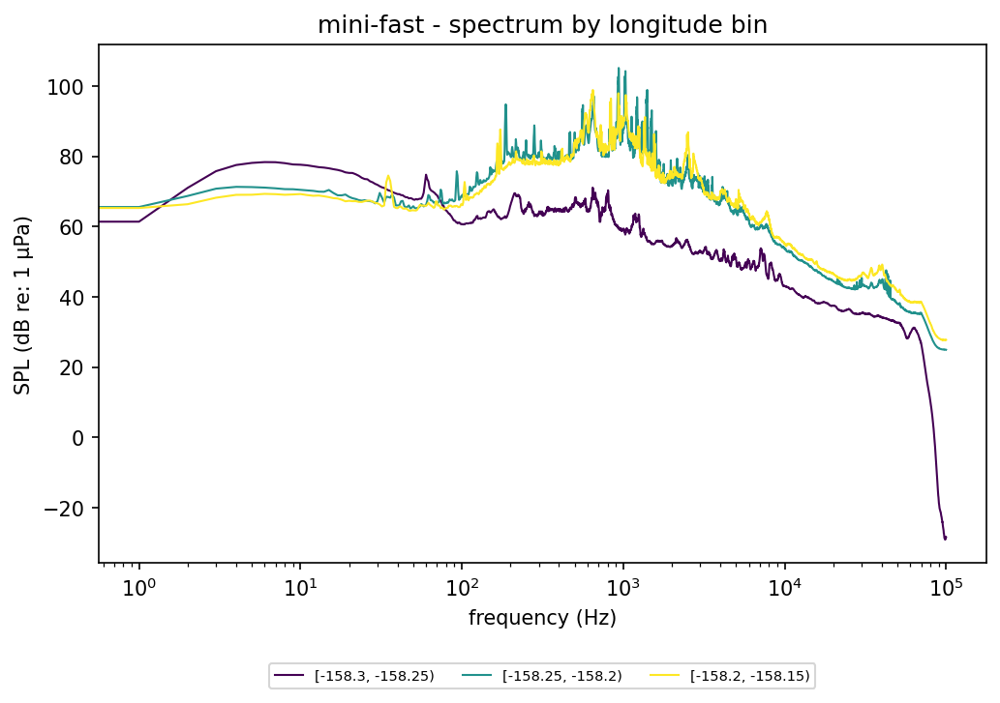 mini-fast - spectrum by longitude bin
SPL (dB re: 1 µPa)
100
80
60
40
20
0
−20
10⁰ 10¹ 10² 10³ 10⁴ 10⁵
frequency (Hz)
[-158.3, -158.25) [-158.25, -158.2) [-158.2, -158.15)